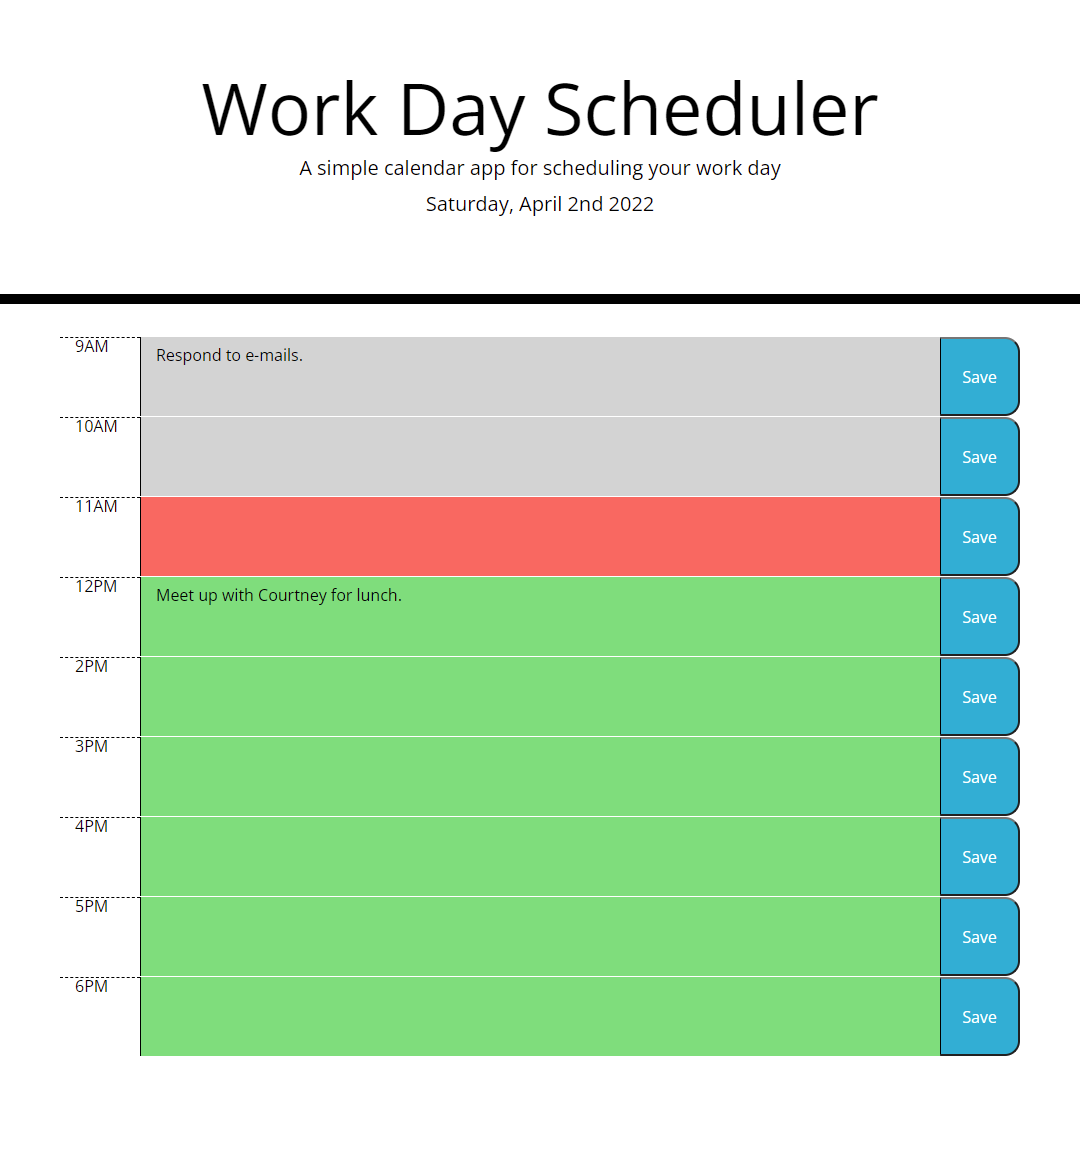 Work Day Scheduler
A simple calendar app for scheduling your work day
Saturday, April 2nd 2022
9AM
Respond to e-mails.
Save
10AM
Save
11AM
Save
12PM
Meet up with Courtney for lunch.
Save
2PM
Save
3PM
Save
4PM
Save
5PM
Save
6PM
Save